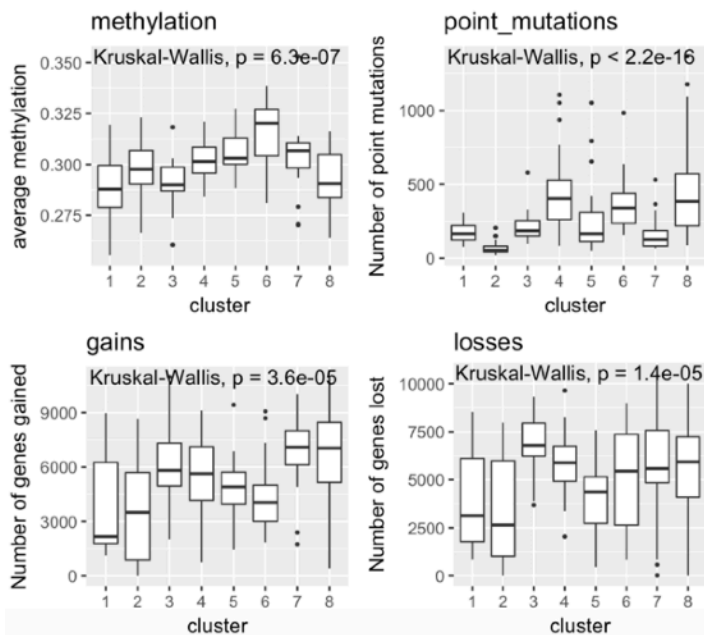 methylation
Kruskal-Wallis, p = 6.3e-07
average methylation
0.350
0.325
0.300
0.275
1 2 3 4 5 6 7 8
cluster
point_mutations
Kruskal-Wallis, p < 2.2e-16
Number of point mutations
1000
500
0
1 2 3 4 5 6 7 8
cluster
gains
Kruskal-Wallis, p = 3.6e-05
Number of genes gained
9000
6000
3000
0
1 2 3 4 5 6 7 8
cluster
losses
Kruskal-Wallis, p = 1.4e-05
Number of genes lost
10000
7500
5000
2500
0
1 2 3 4 5 6 7 8
cluster